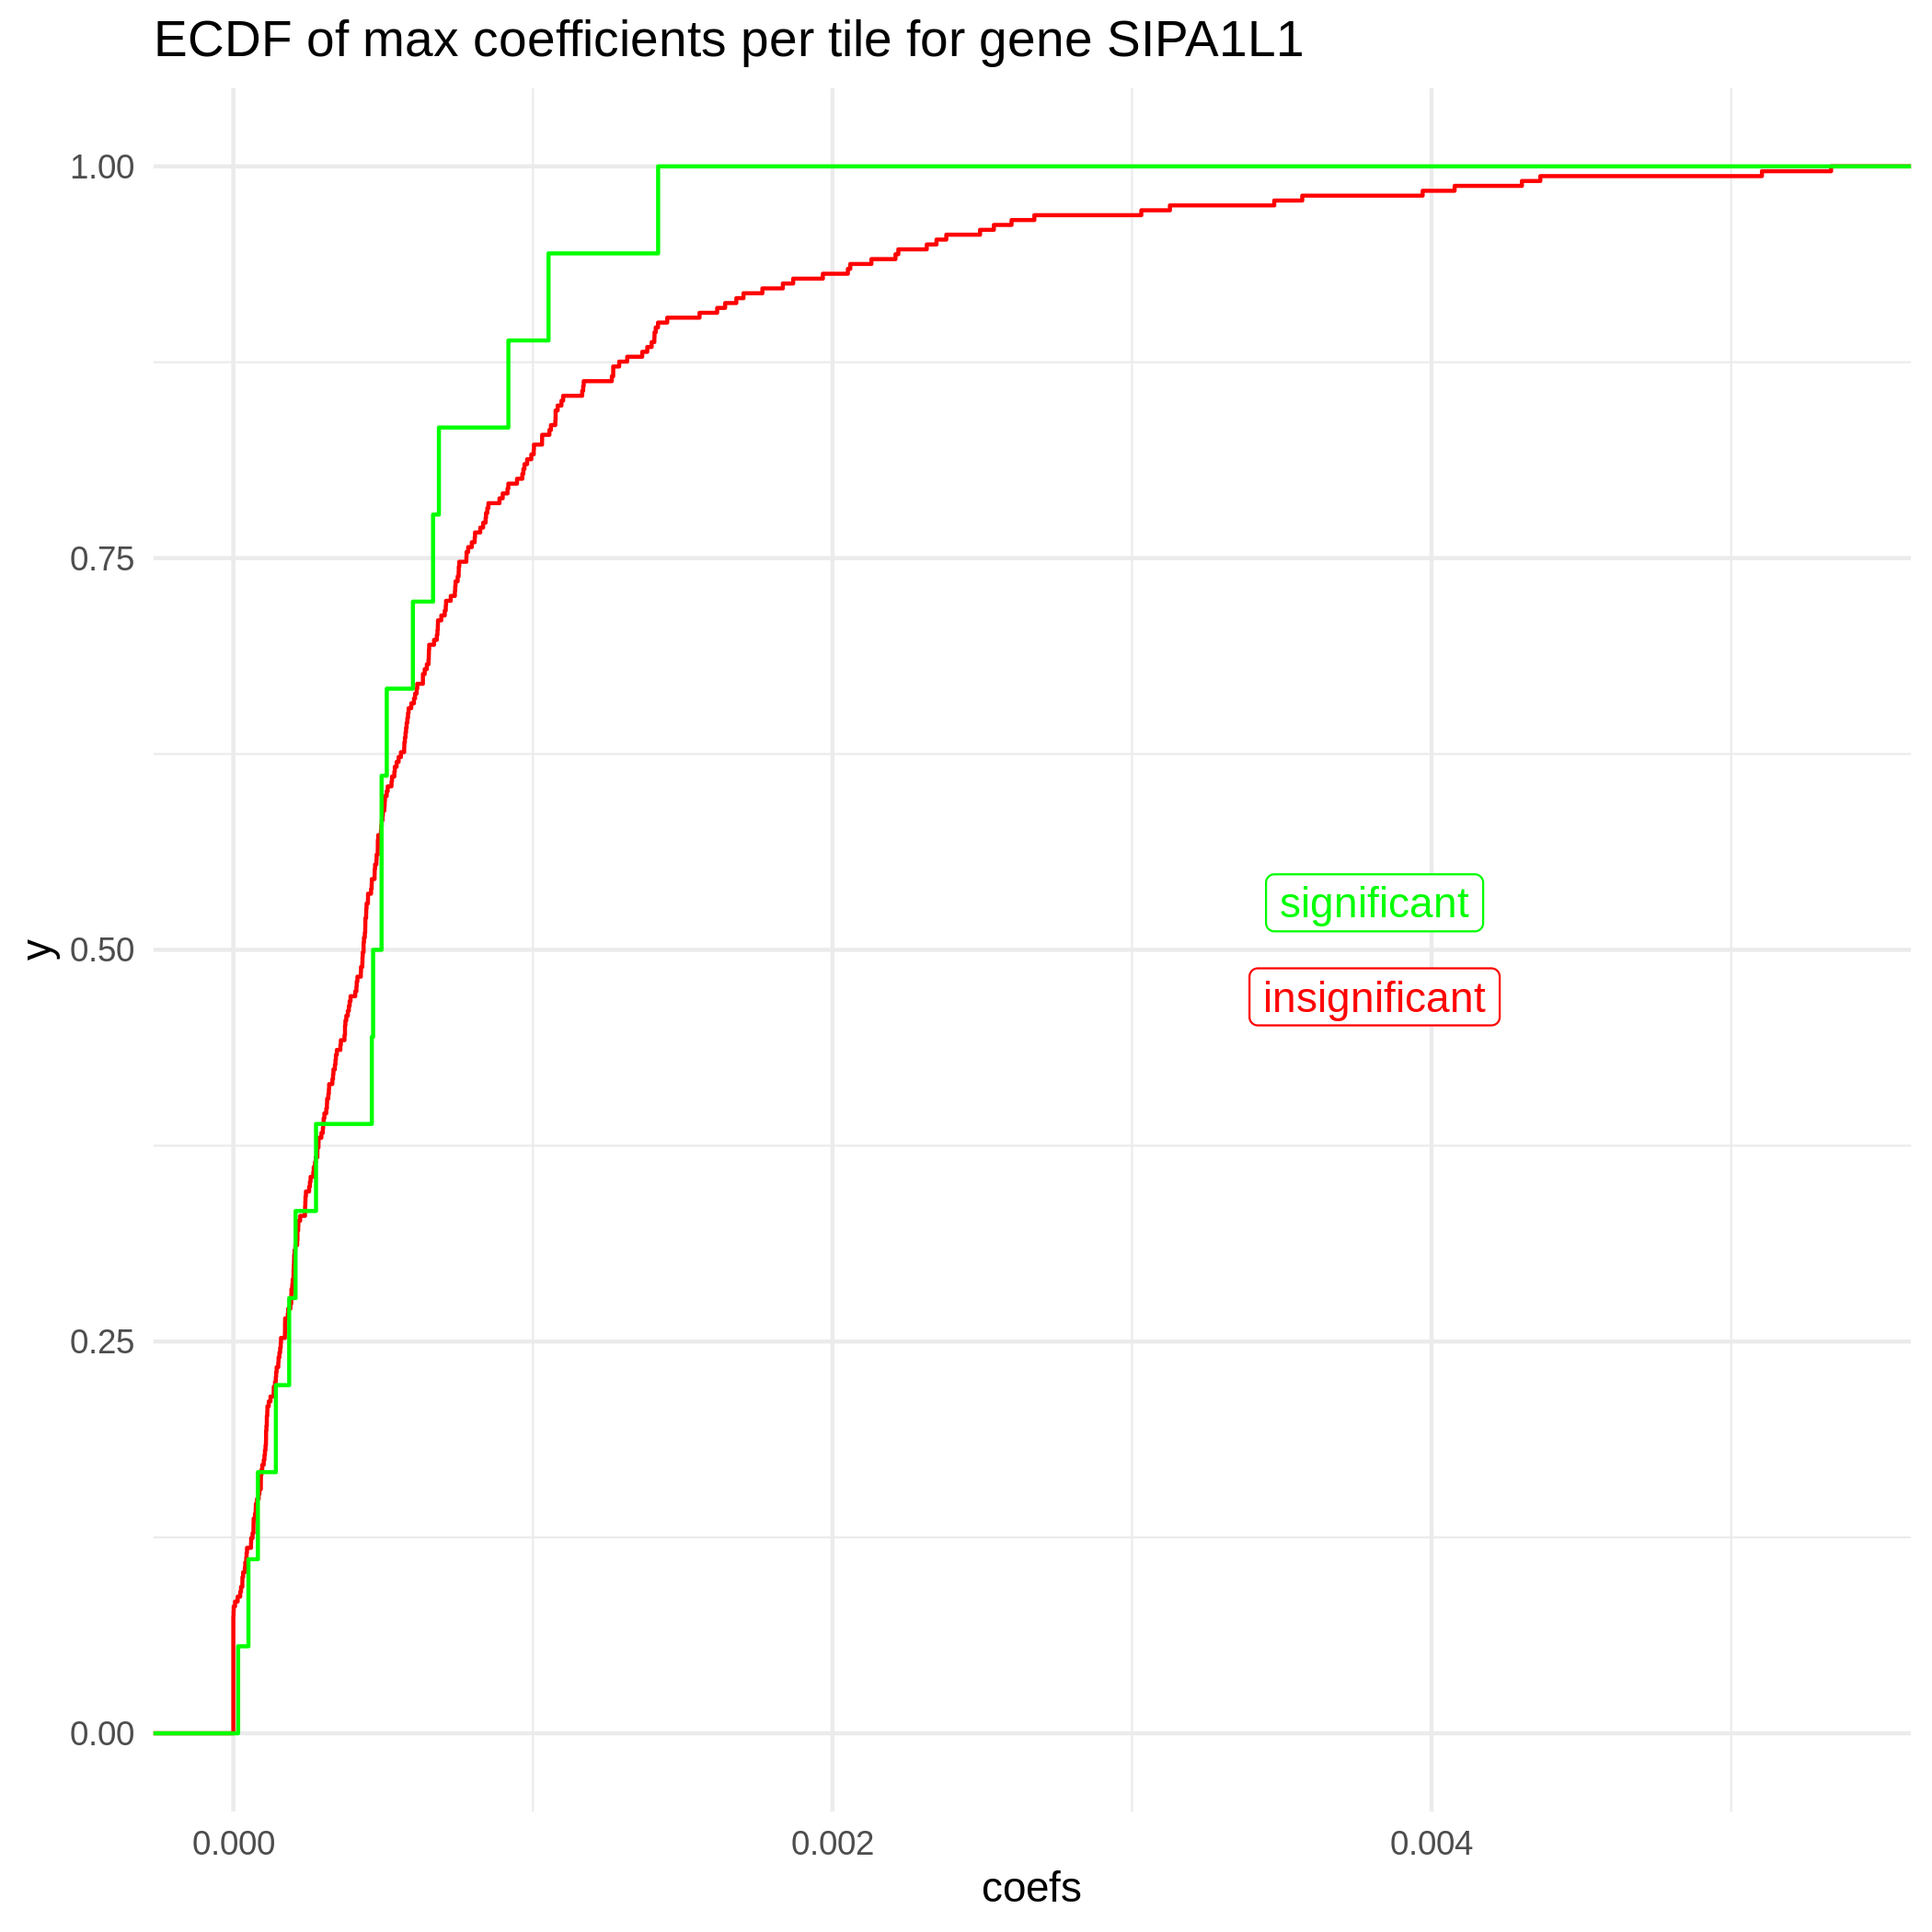 ECDF of max coefficients per tile for gene SIPA1L1
1.00
0.75
0.50
0.25
0.00
y
significant
insignificant
0.000
0.002
0.004
coefs